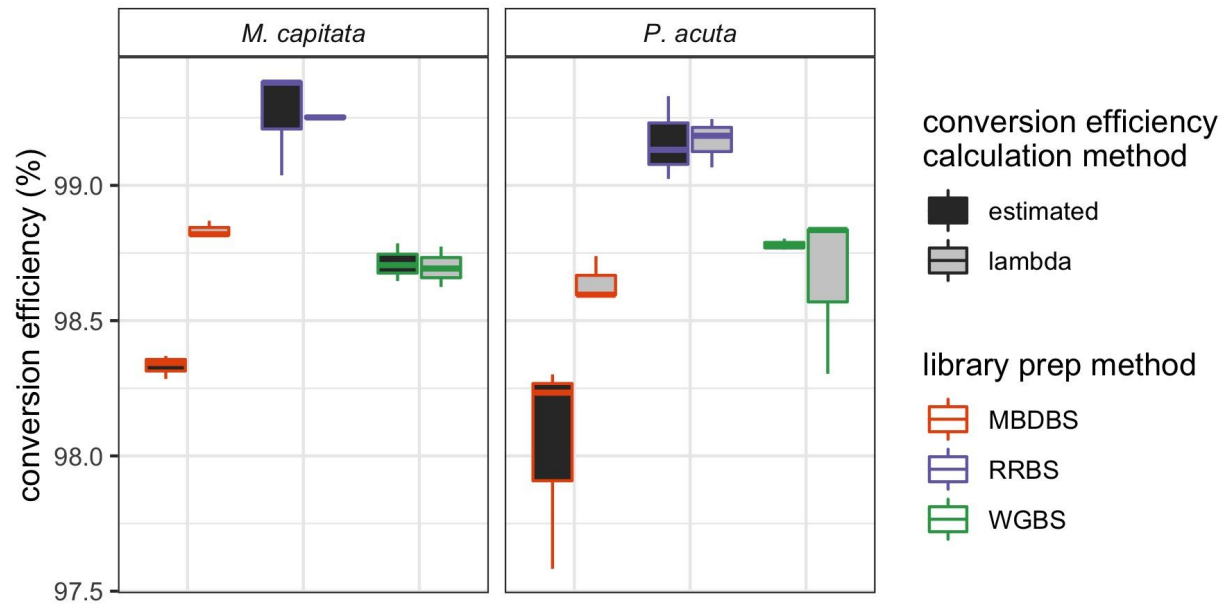 M. capitata
P. acuta
conversion efficiency (%)
99.0
98.5
98.0
97.5
conversion efficiency
calculation method
estimated
lambda
library prep method
MBDBS
RRBS
WGBS